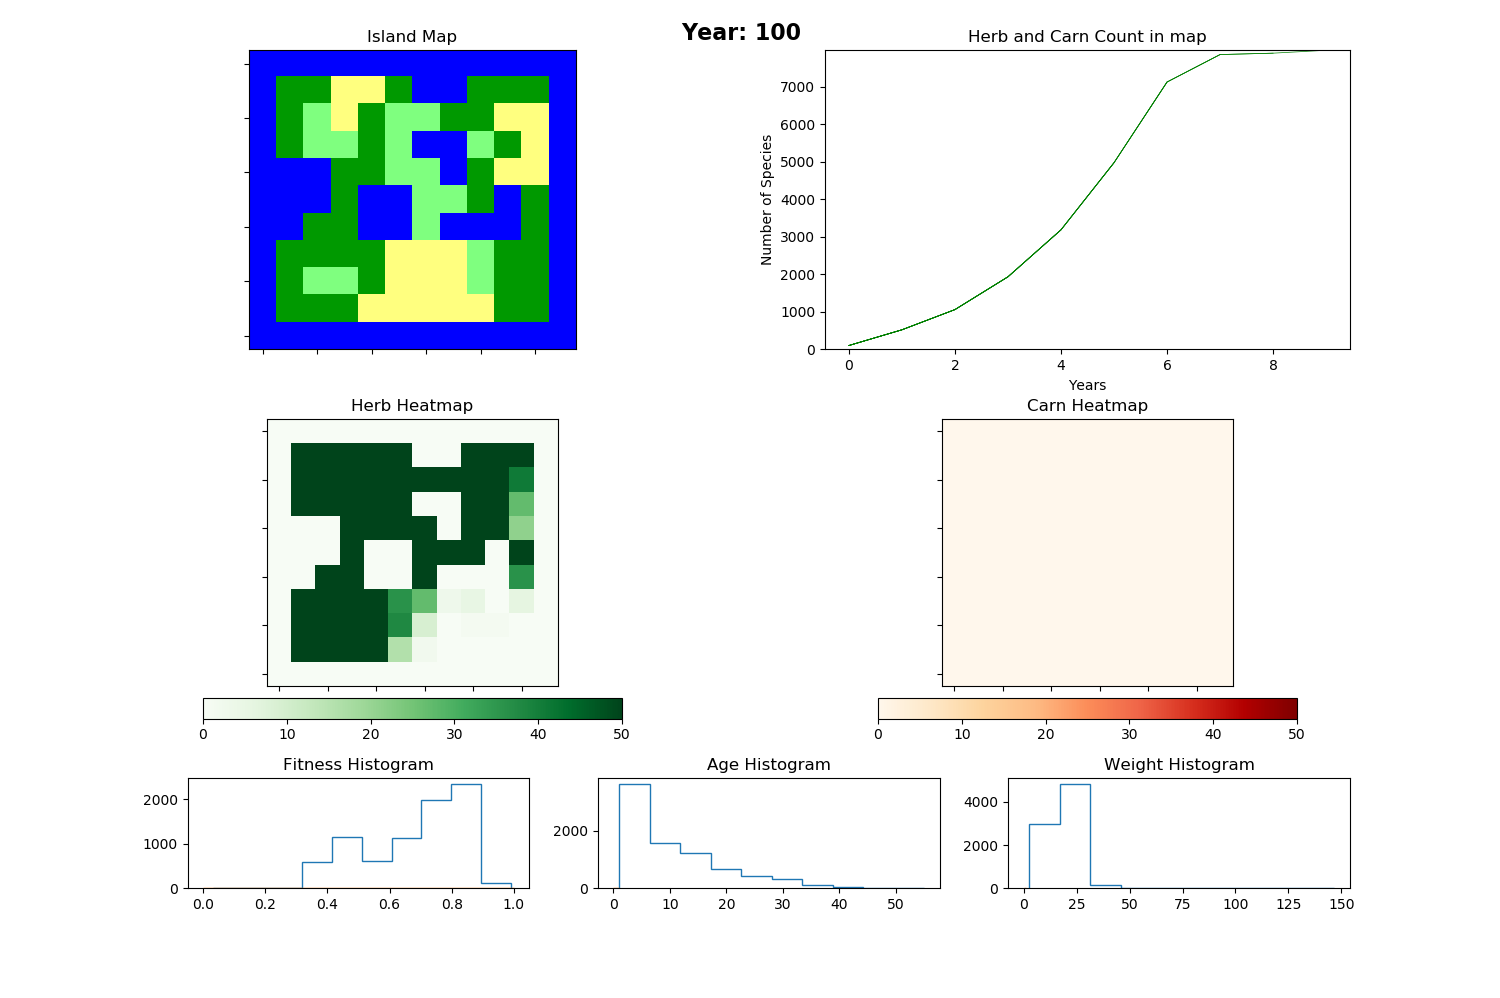 Year: 100
Island Map
Herb and Carn Count in map
7000
6000
5000
4000
3000
2000
1000
0
Number of Species
0 2 4 6 8
Years
Herb Heatmap
Carn Heatmap
0 10 20 30 40 50
0 10 20 30 40 50
Fitness Histogram
2000
1000
0
0.0 0.2 0.4 0.6 0.8 1.0
Age Histogram
2000
0
0 10 20 30 40 50
Weight Histogram
4000
2000
0
0 25 50 75 100 125 150